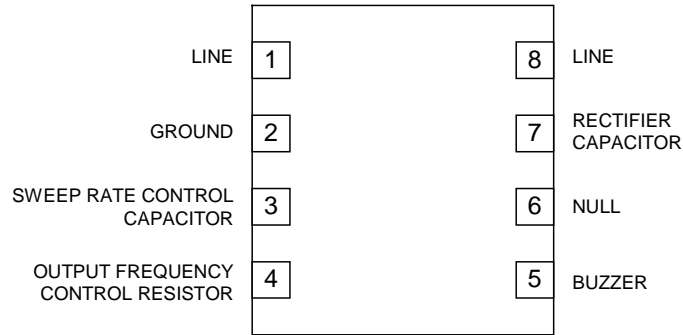 LINE 1 8 LINE
GROUND 2 7 RECTIFIER
CAPACITOR
SWEEP RATE CONTROL
CAPACITOR 3 6 NULL
OUTPUT FREQUENCY
CONTROL RESISTOR 4 5 BUZZER